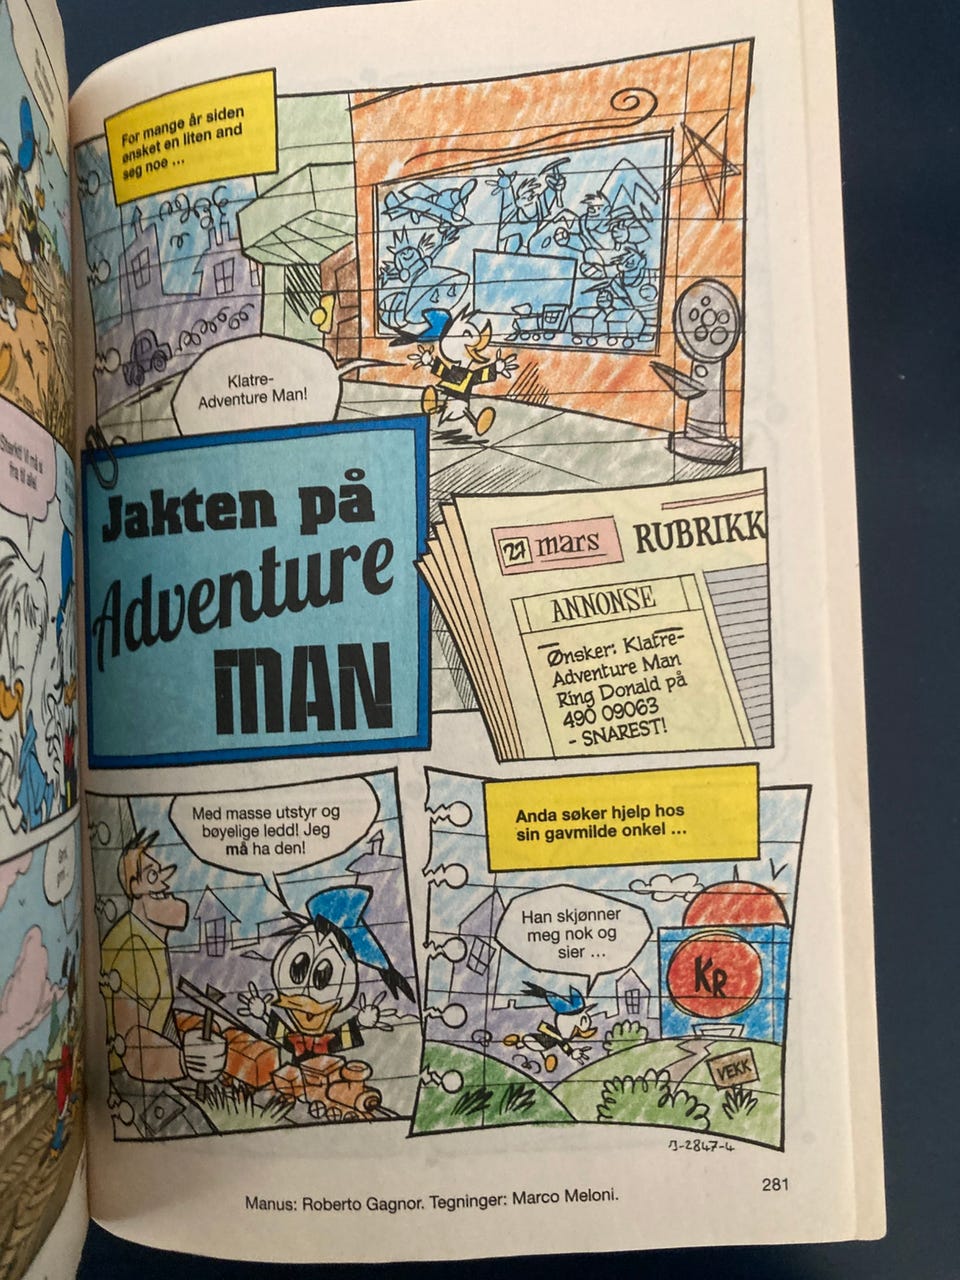 For mange år siden
ønsket en liten and
seg noe ...
Klatre-
Adventure Man!
Jakten på
Adventure
MAN
27 mars
RUBRIKK
ANNONSE
Ønsker: Klatre-
Adventure Man
Ring Donald på
490 09063
- SNAREST!
Med masse utstyr og
bøyelige ledd! Jeg
må ha den!
Anda søker hjelp hos
sin gavmilde onkel ...
Han skjønner
meg nok og
sier ...
KR
VEKK
J-2847-4
281
Manus: Roberto Gagnor. Tegninger: Marco Meloni.